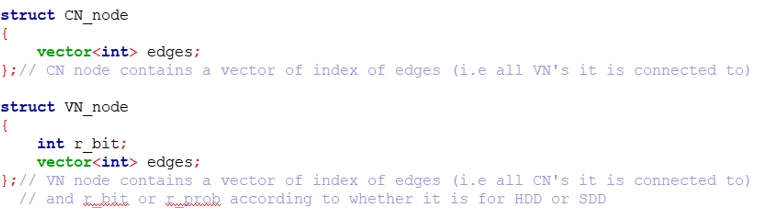 struct CN_node
{
vector<int> edges;
};// CN node contains a vector of index of edges (i.e all VN's it is connected to)
struct VN_node
{
int r_bit;
vector<int> edges;
};// VN node contains a vector of index of edges (i.e all CN's it is connected to)
// and r_bit or r_prob according to whether it is for HDD or SDD